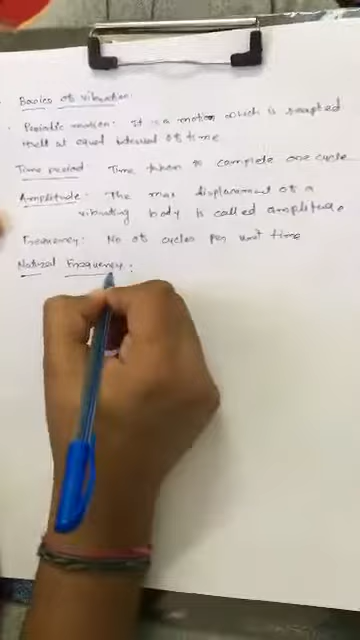 Basics of vibration:
Periodic motion: It is a motion which is repeated
itself at equal interval of time.
Time period: Time taken to complete one cycle
Amplitude: The max displacement of a
vibrating body is called amplitude.
Frequency: No of cycles per unit time
Natural Frequency: